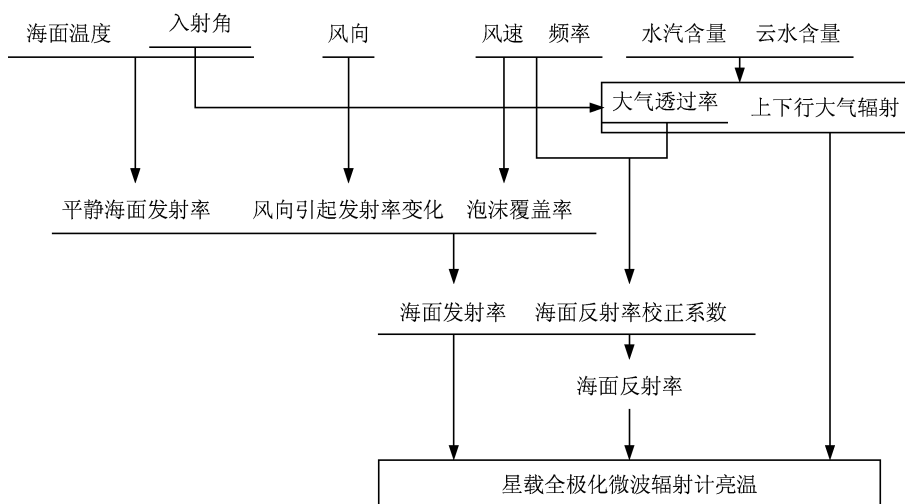 海面温度 入射角 风向 风速 频率 水汽含量 云水含量
大气透过率 上下行大气辐射
平静海面发射率 风向引起发射率变化 泡沫覆盖率
海面发射率 海面反射率校正系数
海面反射率
星载全极化微波辐射计亮温